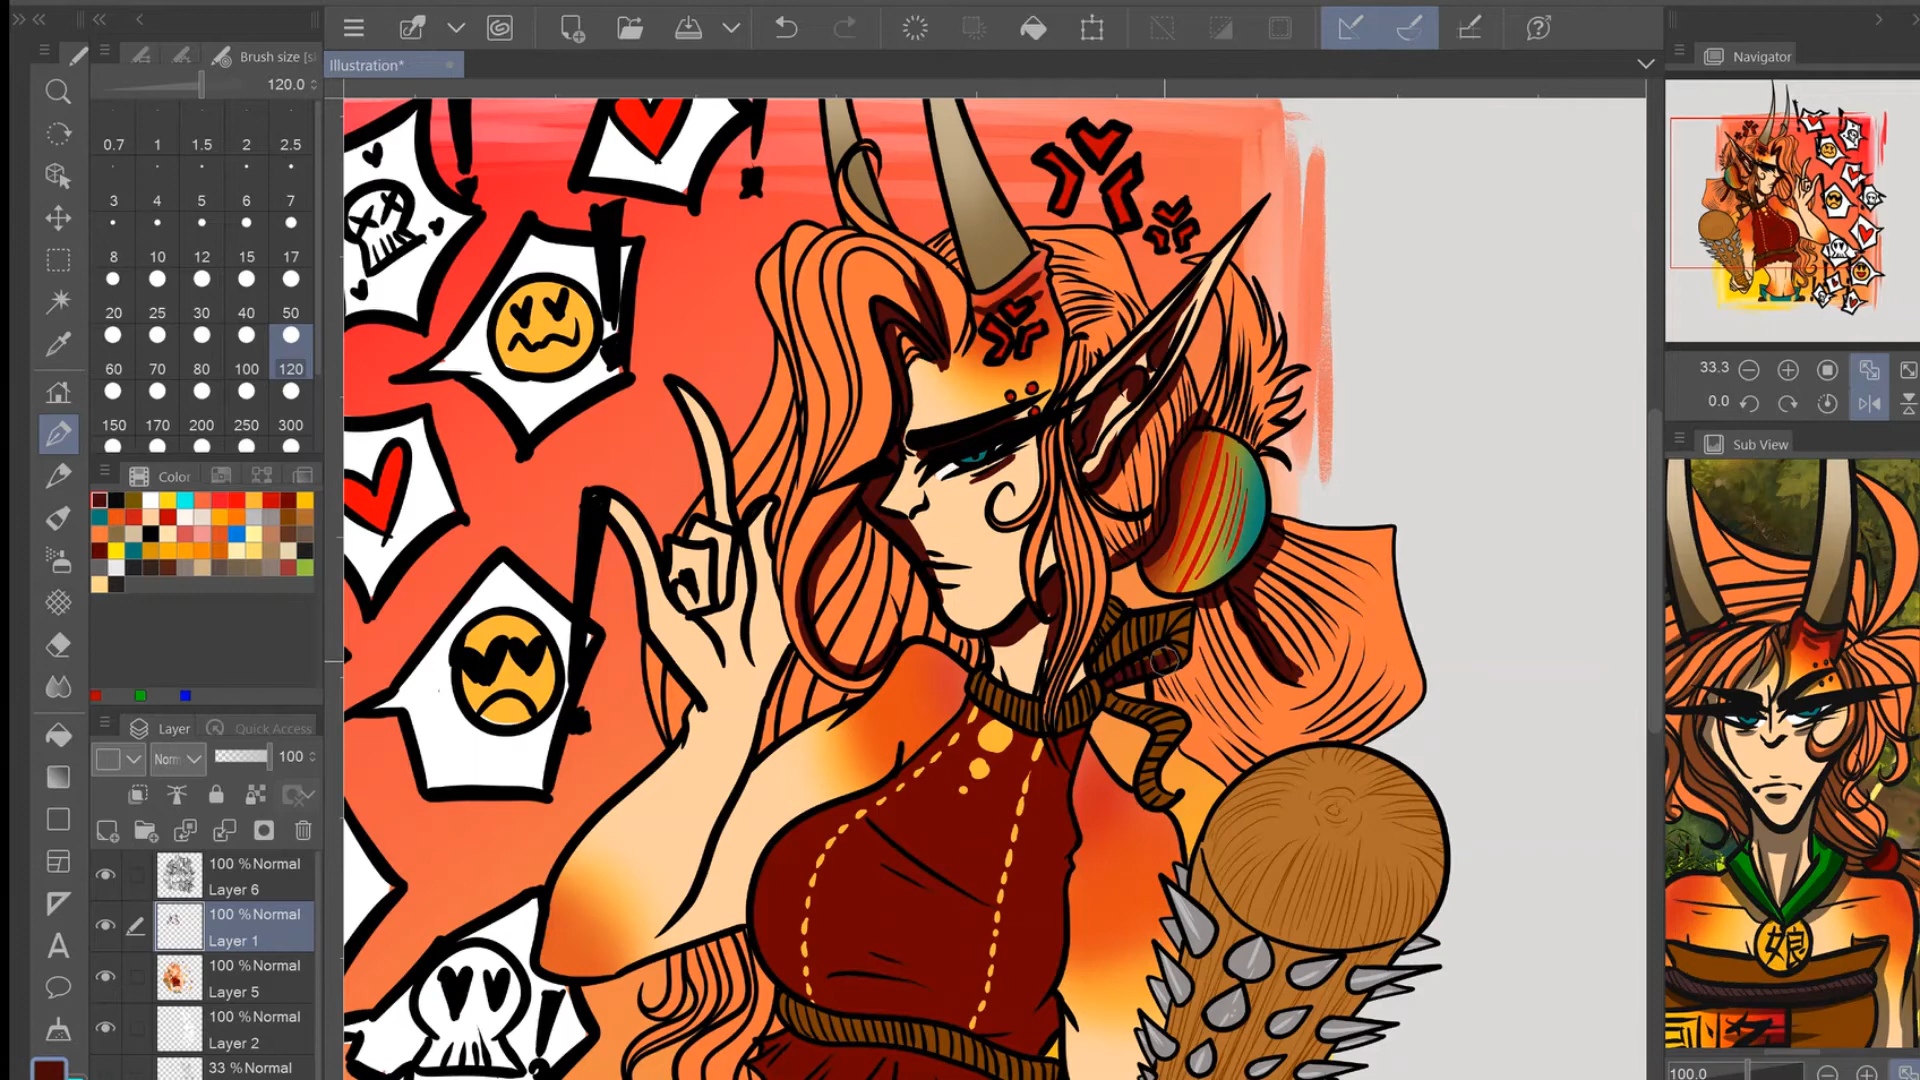 Brush size [s
120.0
0.7 1 1.5 2 2.5
3 4 5 6 7
8 10 12 15 17
20 25 30 40 50
60 70 80 100 120
150 170 200 250 300
Color
Layer Quick Access
Norm 100
100 %Normal
Layer 6
100 %Normal
Layer 1
100 %Normal
Layer 5
100 %Normal
Layer 2
33 %Normal
Illustration*
Navigator
33.3
0.0
Sub View
娘
100.0